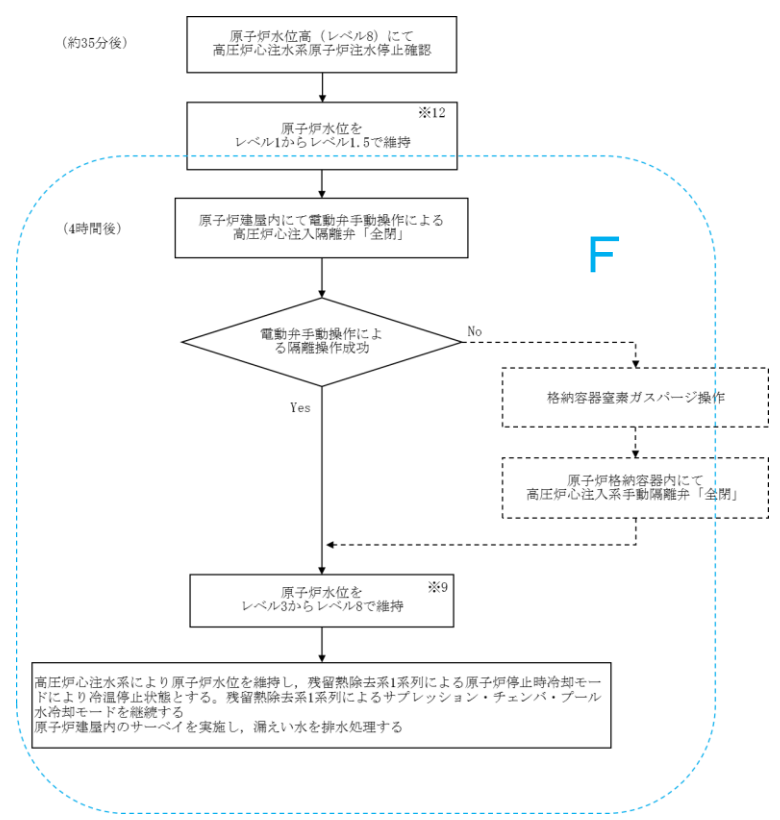 (約35分後)
原子炉水位高（レベル8）にて
高圧炉心注水系原子炉注水停止確認
※12
原子炉水位を
レベル1からレベル1.5で維持
(4時間後)
原子炉建屋内にて電動弁手動操作による
高圧炉心注入隔離弁「全閉」
F
電動弁手動操作によ
る隔離操作成功
No
Yes
格納容器窒素ガスパージ操作
原子炉格納容器内にて
高圧炉心注入系手動隔離弁「全閉」
※9
原子炉水位を
レベル3からレベル8で維持
高圧炉心注水系により原子炉水位を維持し，残留熱除去系1系列による原子炉停止時冷却モー
ドにより冷温停止状態とする。残留熱除去系1系列によるサプレッション・チェンバ・プール
水冷却モードを継続する
原子炉建屋内のサーベイを実施し，漏えい水を排水処理する